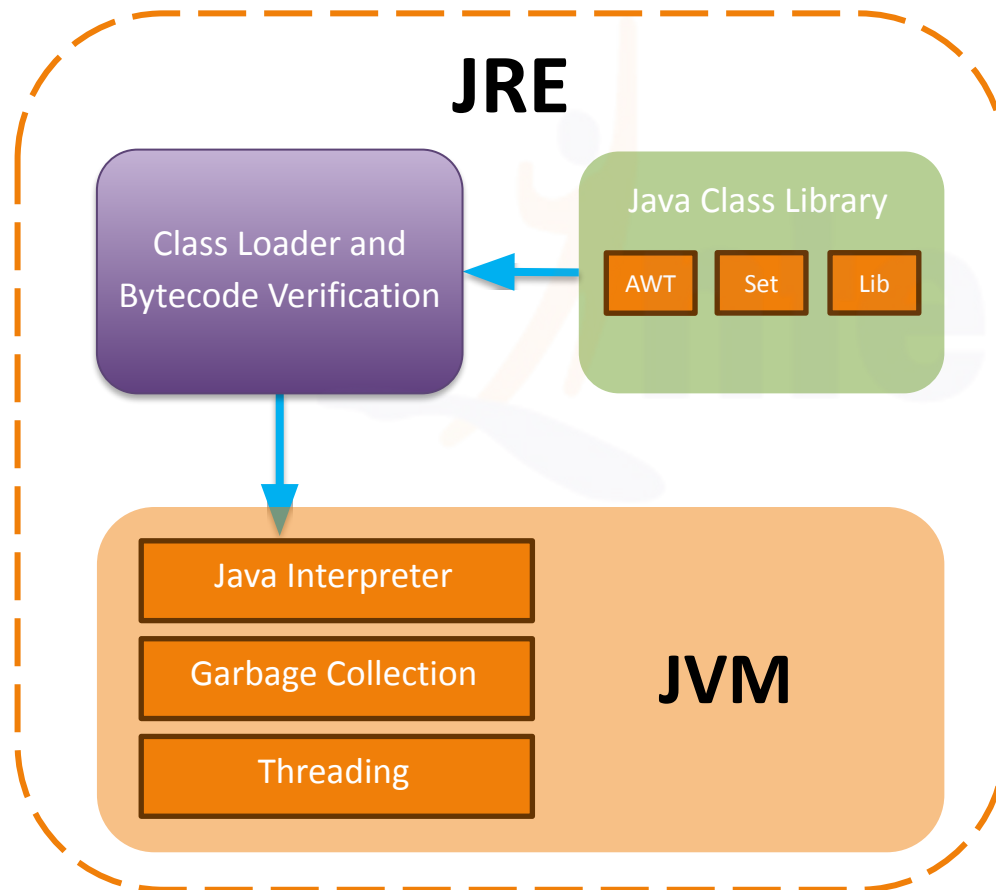 JRE
Class Loader and
Bytecode Verification
Java Class Library
AWT
Set
Lib
Java Interpreter
Garbage Collection
Threading
JVM